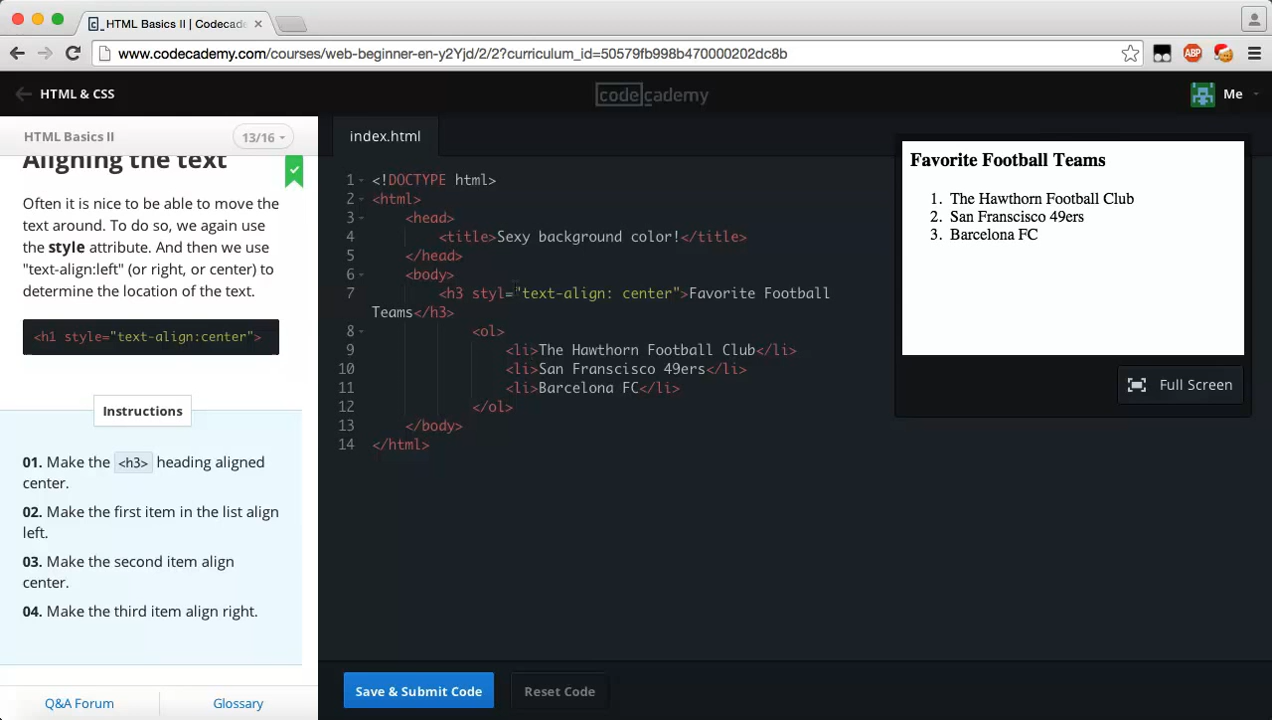 HTML Basics II | Codecade
www.codecademy.com/courses/web-beginner-en-y2Yjd/2/2?curriculum_id=50579fb998b470000202dc8b
ABP
HTML & CSS
codecademy
Me
HTML Basics II
13/16
index.html
Aligning the text
Often it is nice to be able to move the
text around. To do so, we again use
the style attribute. And then we use
"text-align:left" (or right, or center) to
determine the location of the text.
<h1 style="text-align:center">
Instructions
01. Make the <h3> heading aligned
center.
02. Make the first item in the list align
left.
03. Make the second item align
center.
04. Make the third item align right.
Q&A Forum
Glossary
1 <!DOCTYPE html>
2 <html>
3 <head>
4 <title>Sexy background color!</title>
5 </head>
6 <body>
7 <h3 styl="text-align: center">Favorite Football
Teams</h3>
8 <ol>
9 <li>The Hawthorn Football Club</li>
10 <li>San Franscisco 49ers</li>
11 <li>Barcelona FC</li>
12 </ol>
13 </body>
14 </html>
Favorite Football Teams
1. The Hawthorn Football Club
2. San Franscisco 49ers
3. Barcelona FC
Full Screen
Save & Submit Code
Reset Code